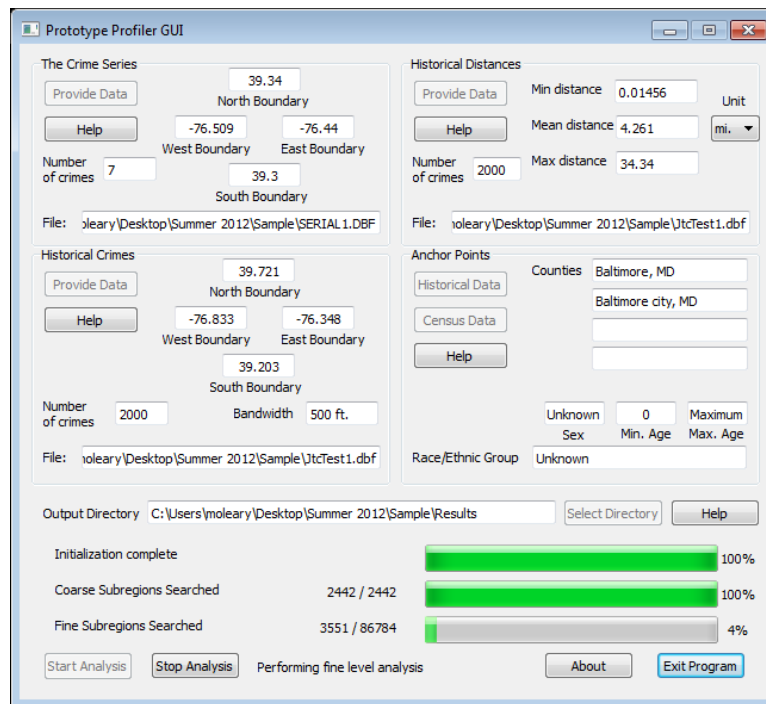 Prototype Profiler GUI
The Crime Series
Provide Data
39.34
North Boundary
Help
-76.509
-76.44
West Boundary
East Boundary
Number
of crimes
7
39.3
South Boundary
File:
oleary\Desktop\Summer 2012\Sample\SERIAL1.DBF
Historical Distances
Provide Data
Min distance
0.01456
Unit
Help
Mean distance
4.261
mi.
Number
of crimes
2000
Max distance
34.34
File:
noleary\Desktop\Summer 2012\Sample\JtcTest1.dbf
Historical Crimes
Provide Data
39.721
North Boundary
Help
-76.833
-76.348
West Boundary
East Boundary
39.203
South Boundary
Number
of crimes
2000
Bandwidth
500 ft.
File:
noleary\Desktop\Summer 2012\Sample\JtcTest1.dbf
Anchor Points
Historical Data
Counties
Baltimore, MD
Baltimore city, MD
Census Data
Help
Unknown
0
Maximum
Sex
Min. Age
Max. Age
Race/Ethnic Group
Unknown
Output Directory
C:\Users\moleary\Desktop\Summer 2012\Sample\Results
Select Directory
Help
Initialization complete
100%
Coarse Subregions Searched
2442 / 2442
100%
Fine Subregions Searched
3551 / 86784
4%
Start Analysis
Stop Analysis
Performing fine level analysis
About
Exit Program